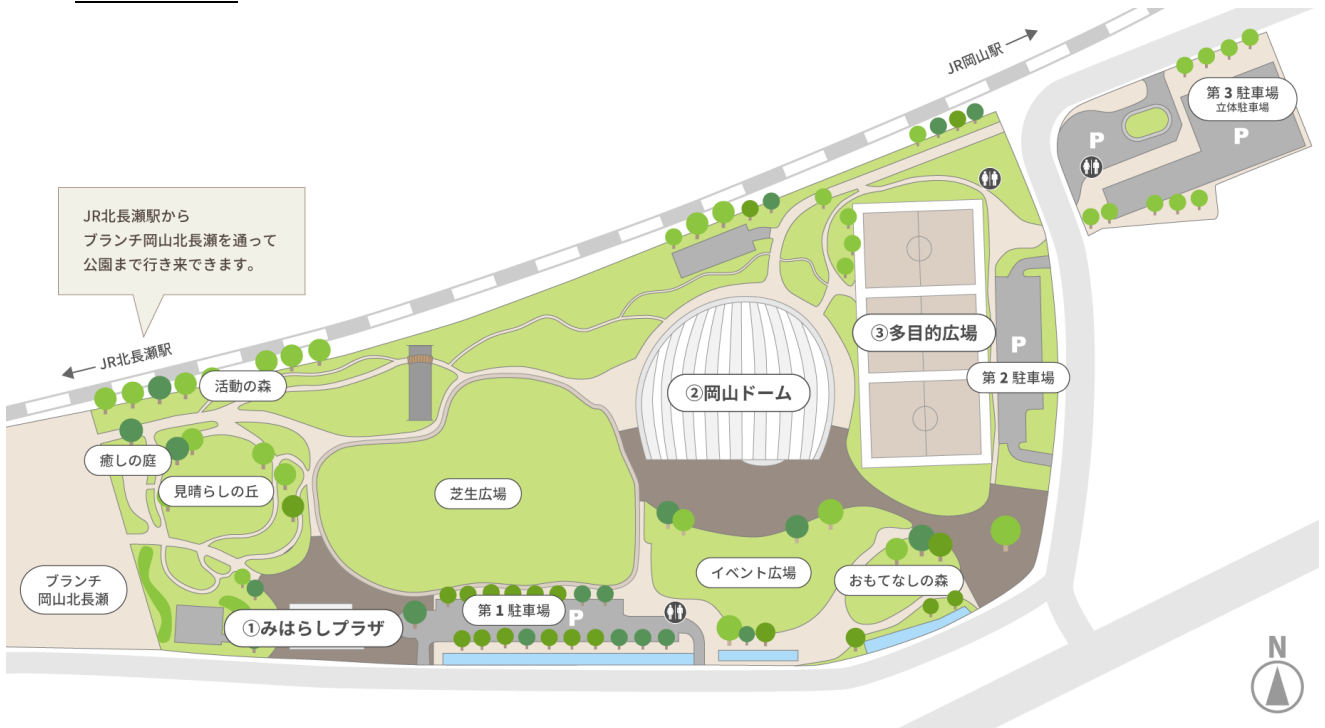 JR岡山駅→
第3駐車場
立体駐車場
P
P
JR北長瀬駅から
ブランチ岡山北長瀬を通って
公園まで行き来できます。
←JR北長瀬駅
③多目的広場
P
第2駐車場
活動の森
②岡山ドーム
癒しの庭
見晴らしの丘
芝生広場
イベント広場
おもてなしの森
ブランチ
岡山北長瀬
第1駐車場
P
①みはらしプラザ
N